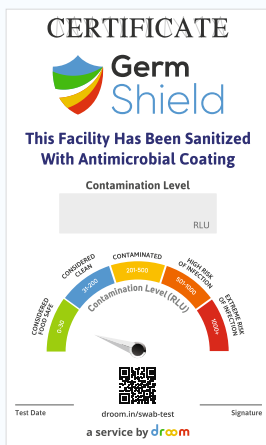 CERTIFICATE
Germ
Shield
This Facility Has Been Sanitized
With Antimicrobial Coating
Contamination Level
RLU
CONSIDERED
FOOD SAFE
CONSIDERED
CLEAN
CONTAMINATED
HIGH RISK
OF INFECTION
EXTREME RISK
OF INFECTION
0-30
31-200
201-500
501-1000
1000+
Contamination Level (RLU)
Test Date
droom.in/swab-test
Signature
a service by droom